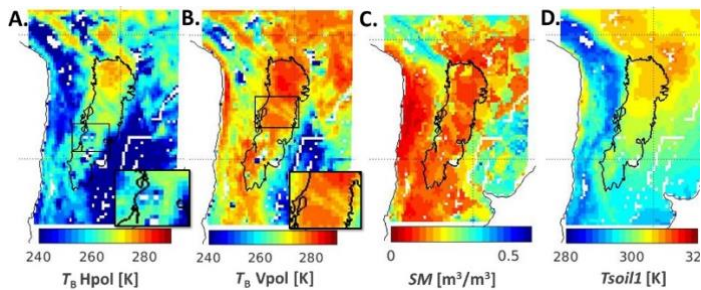 A. B. C. D.
240 260 280
240 260 280
0 0.5
280 300 32
T_B Hpol [K]
T_B Vpol [K]
SM [m³/m³]
Tsoil1 [K]